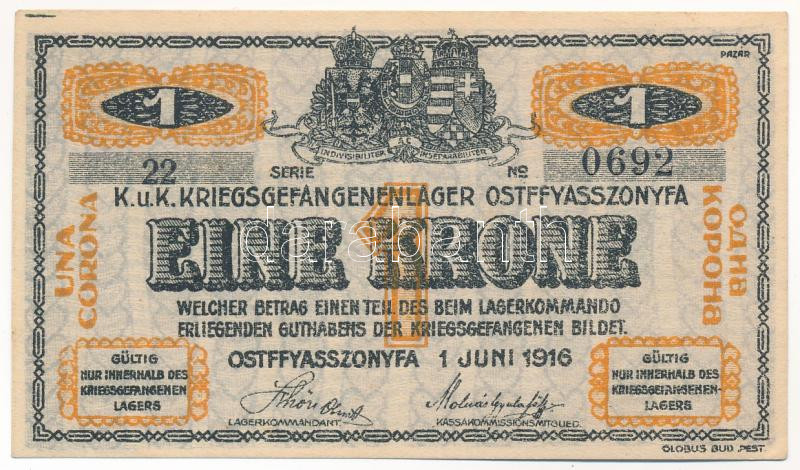 PAZAR
1 1
INDIVISIBILITER AC INSEPARABILITER
22 SERIE No 0692
K.u.K. KRIEGSGEFANGENENLAGER OSTFFYASSZONYFA
EINE KRONE
1
UNA CORONA
ОДНА КОРОНА
WELCHER BETRAG EINEN TEIL DES BEIM LAGERKOMMANDO
ERLIEGENDEN GUTHABENS DER KRIEGSGEFANGENEN BILDET.
OSTFFYASSZONYFA 1 JUNI 1916
GÜLTIG
NUR INNERHALB DES
KRIEGSGEFANGENEN
LAGERS
GÜLTIG
NUR INNERHALB DES
KRIEGSGEFANGENEN-
LAGERS
LAGERKOMMANDANT. KASSAKOMMISSIONSMITGLIED.
GLOBUS BUD.PEST.
darabanth